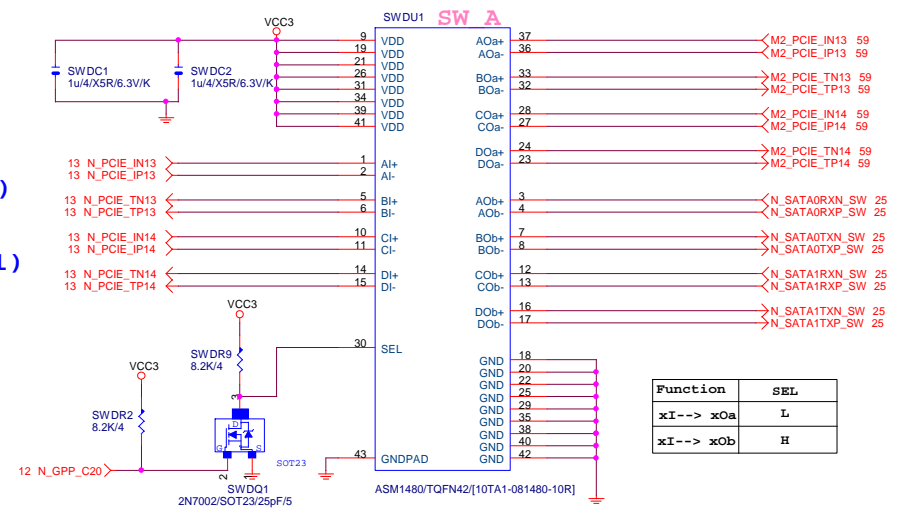 SWDU1 SW A
VCC3
9 VDD AOa+ 37 M2_PCIE_IN13 59
19 VDD AOa- 36 M2_PCIE_IP13 59
21 VDD
26 VDD BOa+ 33 M2_PCIE_TN13 59
31 VDD BOa- 32 M2_PCIE_TP13 59
34 VDD
39 VDD COa+ 28 M2_PCIE_IN14 59
41 VDD COa- 27 M2_PCIE_IP14 59
SWDC1
1u/4/X5R/6.3V/K
SWDC2
1u/4/X5R/6.3V/K
DOa+ 24 M2_PCIE_TN14 59
DOa- 23 M2_PCIE_TP14 59
13 N_PCIE_IN13 1 AI+
13 N_PCIE_IP13 2 AI-
)
13 N_PCIE_TN13 5 BI+ AOb+ 3 N_SATA0RXN_SW 25
13 N_PCIE_TP13 6 BI- AOb- 4 N_SATA0RXP_SW 25
13 N_PCIE_IN14 10 CI+ BOb+ 7 N_SATA0TXN_SW 25
13 N_PCIE_IP14 11 CI- BOb- 8 N_SATA0TXP_SW 25
)
13 N_PCIE_TN14 14 DI+ COb+ 12 N_SATA1RXN_SW 25
13 N_PCIE_TP14 15 DI- COb- 13 N_SATA1RXP_SW 25
DOb+ 16 N_SATA1TXN_SW 25
DOb- 17 N_SATA1TXP_SW 25
VCC3
30 SEL
SWDR9
8.2K/4
VCC3
SWDR2
8.2K/4
GND 18
GND 20
GND 22
GND 25
GND 29
GND 35
GND 38
GND 40
GND 42
Function SEL
xI--> xOa L
xI--> xOb H
3
D
G S
2 1
SOT23
12 N_GPP_C20
43 GNDPAD
SWDQ1
2N7002/SOT23/25pF/5
ASM1480/TQFN42/[10TA1-081480-10R]